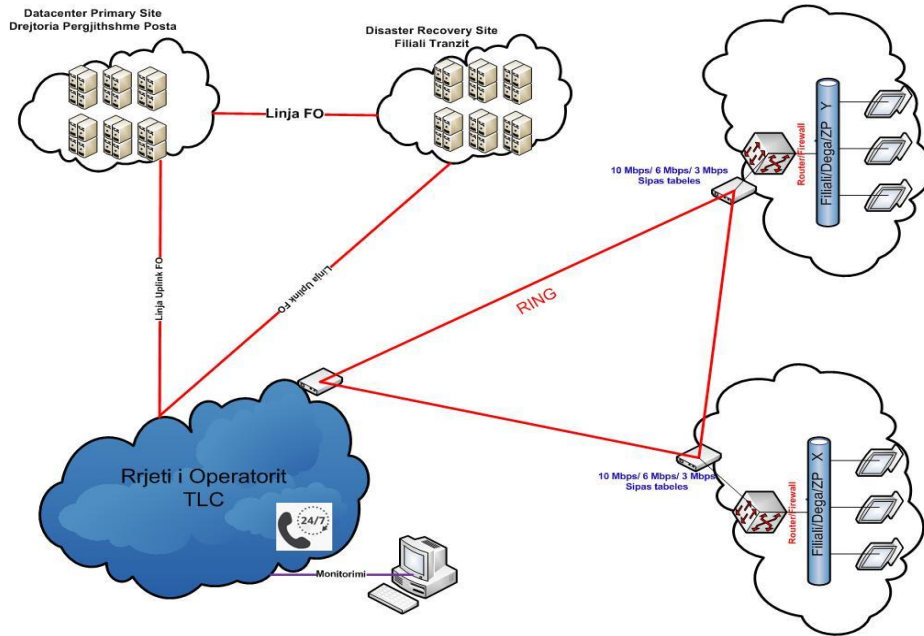 Datacenter Primary Site
Drejtoria Pergjithshme Posta
Disaster Recovery Site
Filiali Tranzit
Linja FO
10 Mbps/ 6 Mbps/ 3 Mbps
Sipas tabeles
Router/Firewall
Filiali/Dega/ZP Y
Linja Uplink FO
Linja Uplink
FO
RING
Rrjeti i Operatorit
TLC
24/7
Monitorimi
10 Mbps/ 6 Mbps/ 3 Mbps
Sipas tabeles
Router/Firewall
Filiali/Dega/ZP X